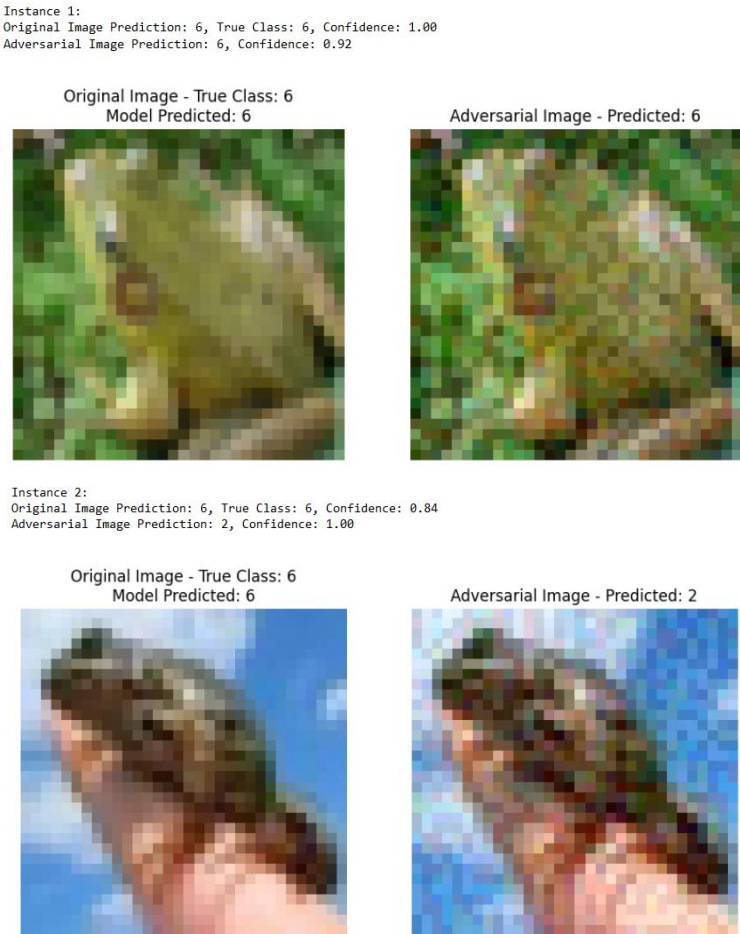 Instance 1:
Original Image Prediction: 6, True Class: 6, Confidence: 1.00
Adversarial Image Prediction: 6, Confidence: 0.92
Original Image - True Class: 6
Model Predicted: 6
Adversarial Image - Predicted: 6
Instance 2:
Original Image Prediction: 6, True Class: 6, Confidence: 0.84
Adversarial Image Prediction: 2, Confidence: 1.00
Original Image - True Class: 6
Model Predicted: 6
Adversarial Image - Predicted: 2